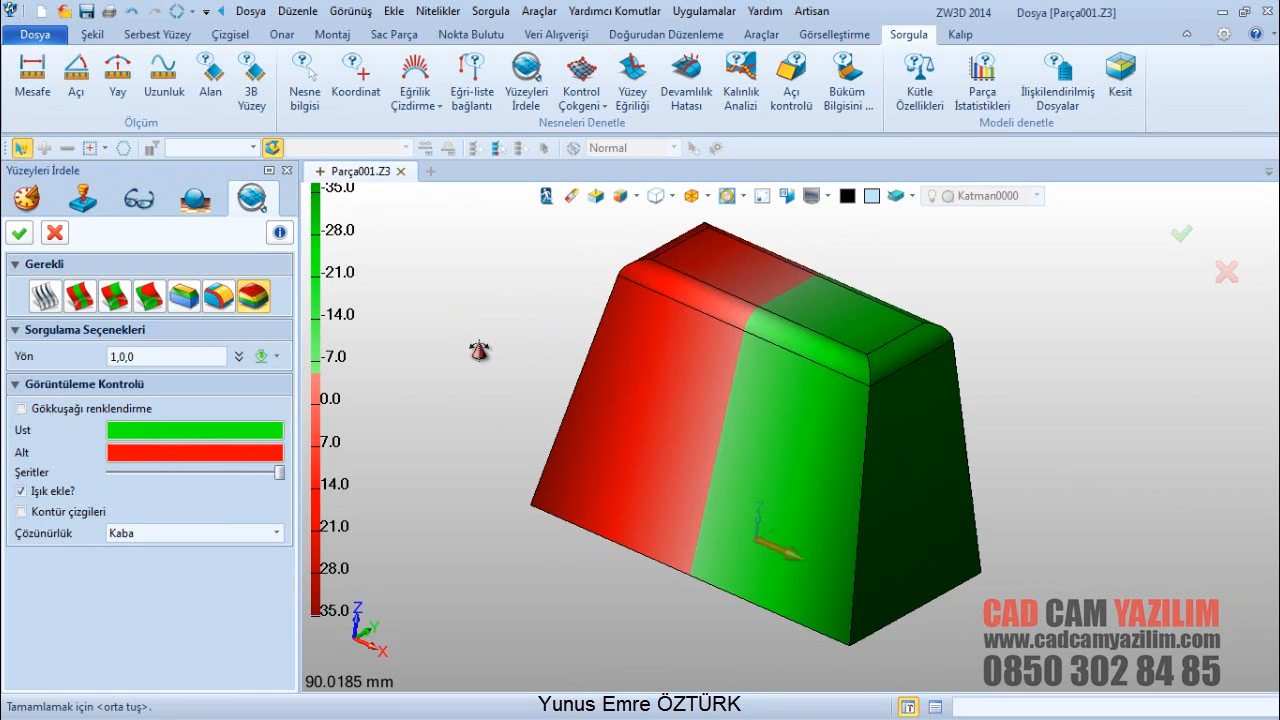 Dosya Düzenle Görünüş Ekle Nitelikler Sorgula Araçlar Yardımcı Komutlar Uygulamalar Yardım Artisan ZW3D 2014 Dosya [Parça001.Z3]
Dosya Şekil Serbest Yüzey Çizgisel Onar Montaj Sac Parça Nokta Bulutu Veri Alışverişi Doğurudan Düzenleme Araçlar Görselleştirme Sorgula Kalıp
Mesafe Açı Yay Uzunluk Alan 3B Yüzey
Nesne bilgisi Koordinat Eğrilik Çizdirme Eğri-liste bağlantı Yüzeyleri İrdele Kontrol Çokgeni Yüzey Eğriliği Devamlılık Hatası Kalınlık Analizi Açı kontrolü Büküm Bilgisini ...
Kütle Özellikleri Parça İstatistikleri İlişkilendirilmiş Dosyalar Kesit
Ölçüm Nesneleri Denetle Modeli denetle
Normal
Yüzeyleri İrdele
Parça001.Z3
Katman0000
Gerekli
Sorgulama Seçenekleri
Yön 1,0,0
Görüntüleme Kontrolü
Gökkuşağı renklendirme
Ust
Alt
Şeritler
Işık ekle?
Kontür çizgileri
Çözünürlük Kaba
-35.0
-28.0
-21.0
-14.0
-7.0
0.0
7.0
14.0
21.0
28.0
35.0
Z
Z
Y
X
90.0185 mm
CAD CAM YAZILIM
www.cadcamyazilim.com
0850 302 84 85
Tamamlamak için <orta tuş>.
Yunus Emre ÖZTÜRK